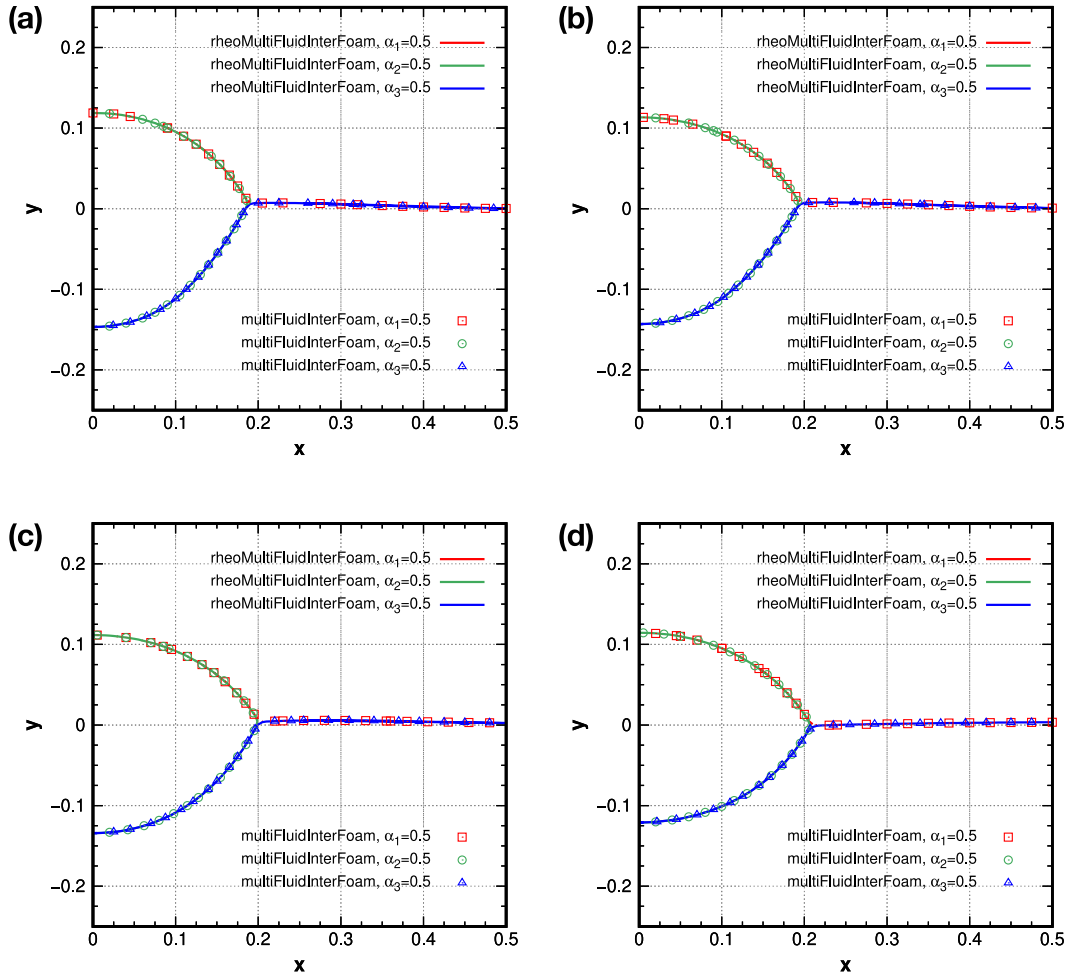 (a)
rheoMultiFluidInterFoam, α1=0.5
rheoMultiFluidInterFoam, α2=0.5
rheoMultiFluidInterFoam, α3=0.5
multiFluidInterFoam, α1=0.5
multiFluidInterFoam, α2=0.5
multiFluidInterFoam, α3=0.5
0.2
0.1
0
−0.1
−0.2
y
0 0.1 0.2 0.3 0.4 0.5
x
(b)
rheoMultiFluidInterFoam, α1=0.5
rheoMultiFluidInterFoam, α2=0.5
rheoMultiFluidInterFoam, α3=0.5
multiFluidInterFoam, α1=0.5
multiFluidInterFoam, α2=0.5
multiFluidInterFoam, α3=0.5
0.2
0.1
0
−0.1
−0.2
y
0 0.1 0.2 0.3 0.4 0.5
x
(c)
rheoMultiFluidInterFoam, α1=0.5
rheoMultiFluidInterFoam, α2=0.5
rheoMultiFluidInterFoam, α3=0.5
multiFluidInterFoam, α1=0.5
multiFluidInterFoam, α2=0.5
multiFluidInterFoam, α3=0.5
0.2
0.1
0
−0.1
−0.2
y
0 0.1 0.2 0.3 0.4 0.5
x
(d)
rheoMultiFluidInterFoam, α1=0.5
rheoMultiFluidInterFoam, α2=0.5
rheoMultiFluidInterFoam, α3=0.5
multiFluidInterFoam, α1=0.5
multiFluidInterFoam, α2=0.5
multiFluidInterFoam, α3=0.5
0.2
0.1
0
−0.1
−0.2
y
0 0.1 0.2 0.3 0.4 0.5
x